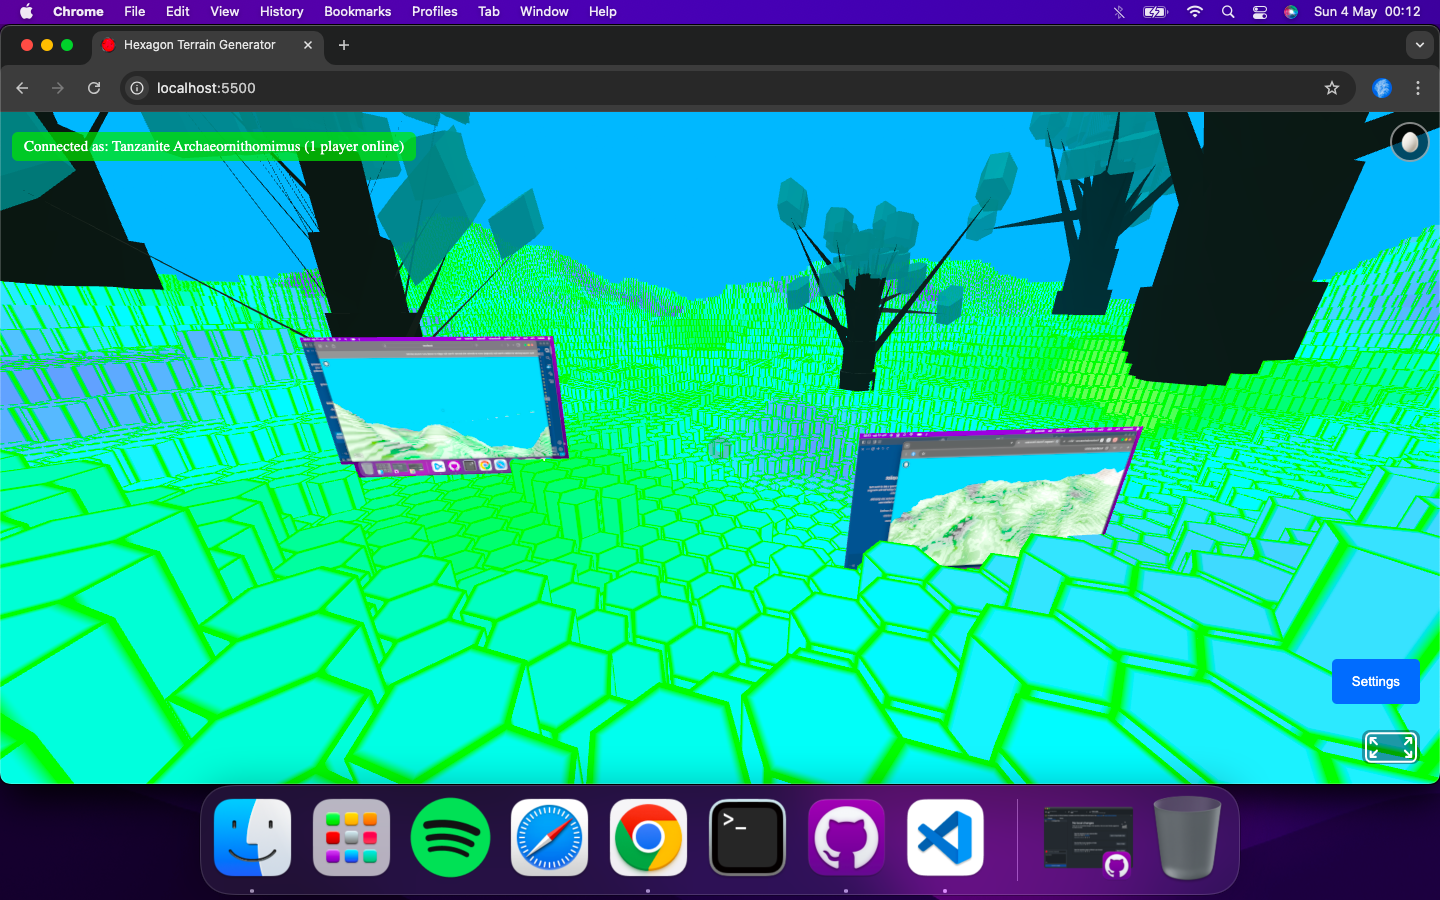 Chrome File Edit View History Bookmarks Profiles Tab Window Help Sun 4 May 00:12
Hexagon Terrain Generator
localhost:5500
Connected as: Tanzanite Archaeornithomimus (1 player online)
Settings
>_